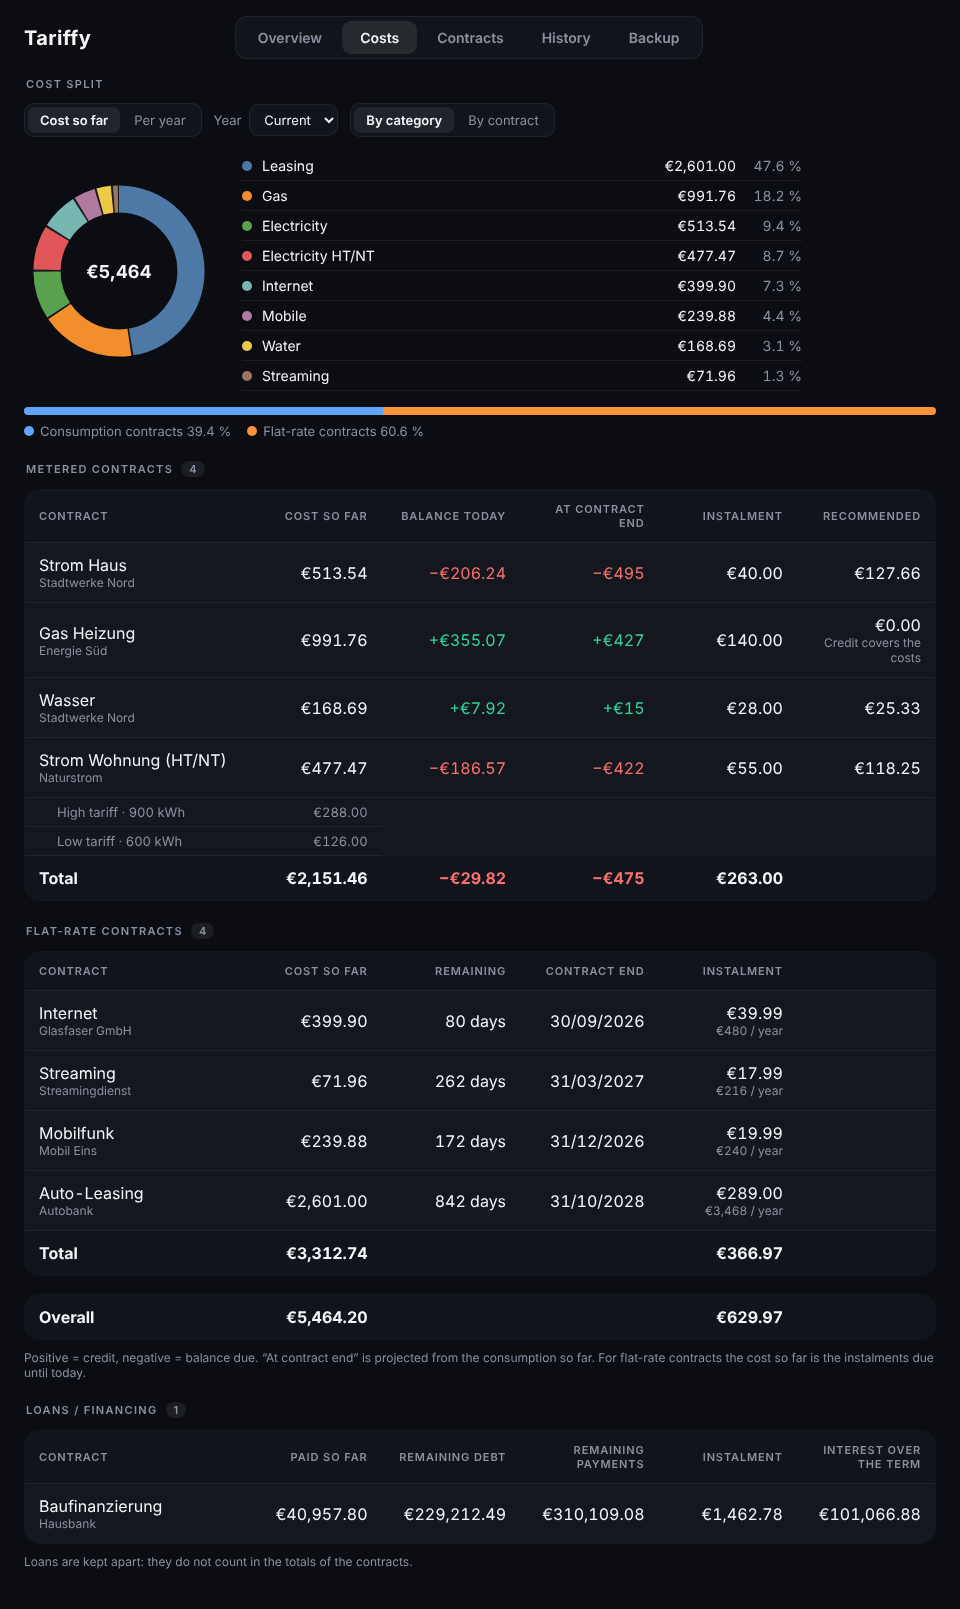 Tariffy
Overview Costs Contracts History Backup
COST SPLIT
Cost so far Per year Year Current By category By contract
€5,464
Leasing €2,601.00 47.6 %
Gas €991.76 18.2 %
Electricity €513.54 9.4 %
Electricity HT/NT €477.47 8.7 %
Internet €399.90 7.3 %
Mobile €239.88 4.4 %
Water €168.69 3.1 %
Streaming €71.96 1.3 %
Consumption contracts 39.4 % Flat-rate contracts 60.6 %
METERED CONTRACTS 4
CONTRACT COST SO FAR BALANCE TODAY AT CONTRACT END INSTALMENT RECOMMENDED
Strom Haus €513.54 −€206.24 −€495 €40.00 €127.66
Stadtwerke Nord
Gas Heizung €991.76 +€355.07 +€427 €140.00 €0.00
Energie Süd Credit covers the costs
Wasser €168.69 +€7.92 +€15 €28.00 €25.33
Stadtwerke Nord
Strom Wohnung (HT/NT) €477.47 −€186.57 −€422 €55.00 €118.25
Naturstrom
High tariff · 900 kWh €288.00
Low tariff · 600 kWh €126.00
Total €2,151.46 −€29.82 −€475 €263.00
FLAT-RATE CONTRACTS 4
CONTRACT COST SO FAR REMAINING CONTRACT END INSTALMENT
Internet €399.90 80 days 30/09/2026 €39.99
Glasfaser GmbH €480 / year
Streaming €71.96 262 days 31/03/2027 €17.99
Streamingdienst €216 / year
Mobilfunk €239.88 172 days 31/12/2026 €19.99
Mobil Eins €240 / year
Auto-Leasing €2,601.00 842 days 31/10/2028 €289.00
Autobank €3,468 / year
Total €3,312.74 €366.97
Overall €5,464.20 €629.97
Positive = credit, negative = balance due. “At contract end” is projected from the consumption so far. For flat-rate contracts the cost so far is the instalments due
until today.
LOANS / FINANCING 1
CONTRACT PAID SO FAR REMAINING DEBT REMAINING PAYMENTS INSTALMENT INTEREST OVER THE TERM
Baufinanzierung €40,957.80 €229,212.49 €310,109.08 €1,462.78 €101,066.88
Hausbank
Loans are kept apart: they do not count in the totals of the contracts.